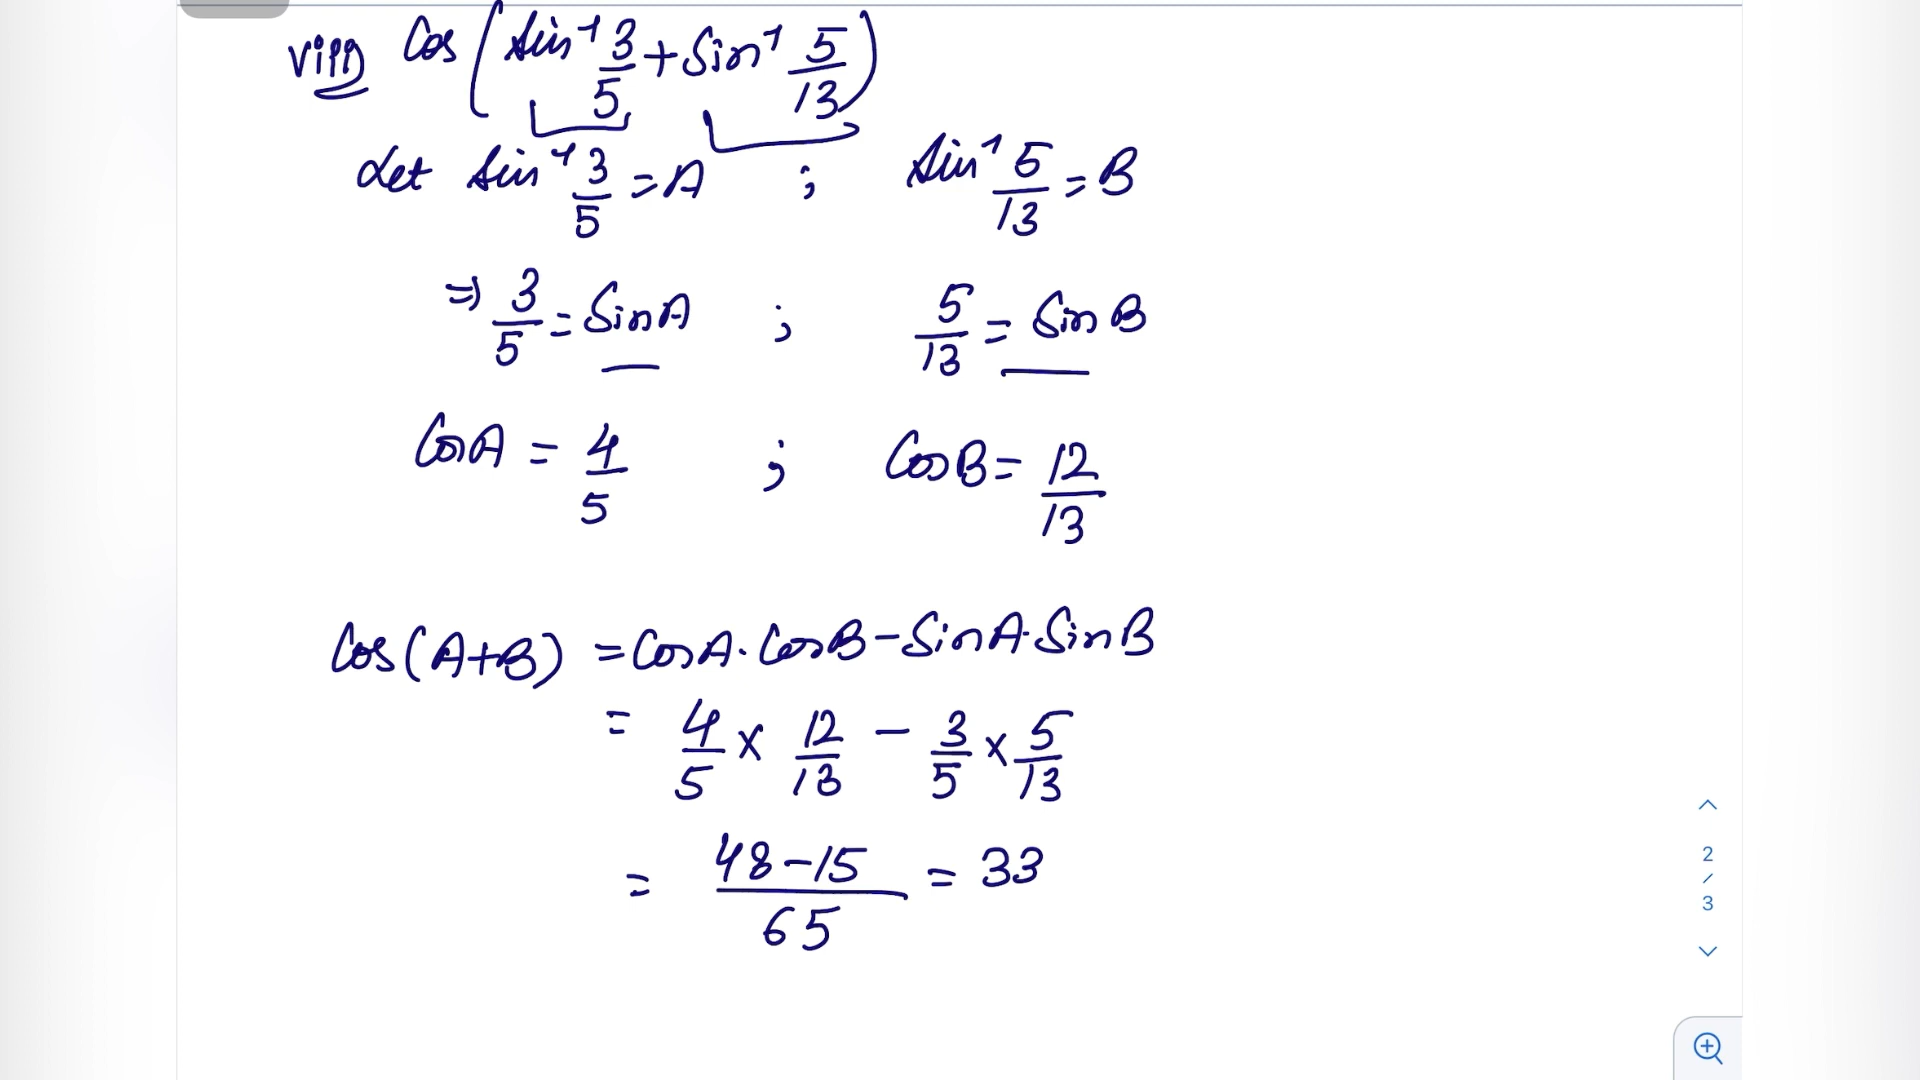 viii) Cos(sin⁻¹ 3/5 + Sin⁻¹ 5/13)
Let sin⁻¹ 3/5 = A ; sin⁻¹ 5/13 = B
⇒ 3/5 = SinA ; 5/13 = Sin B
CosA = 4/5 ; CosB = 12/13
Cos(A+B) = CosA·CosB-SinA·SinB
= 4/5 × 12/13 - 3/5 × 5/13
= 48-15/65 = 33
2
/
3